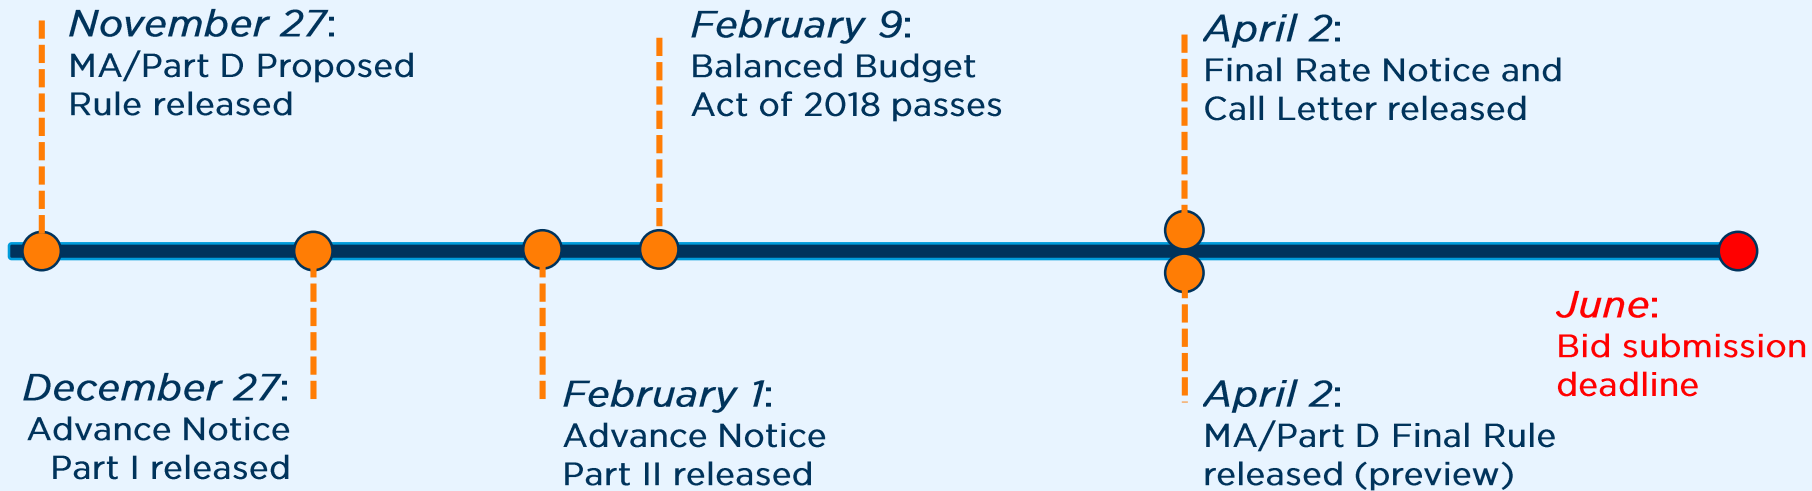 November 27:
MA/Part D Proposed
Rule released
February 9:
Balanced Budget
Act of 2018 passes
April 2:
Final Rate Notice and
Call Letter released
December 27:
Advance Notice
Part I released
February 1:
Advance Notice
Part II released
April 2:
MA/Part D Final Rule
released (preview)
June:
Bid submission
deadline